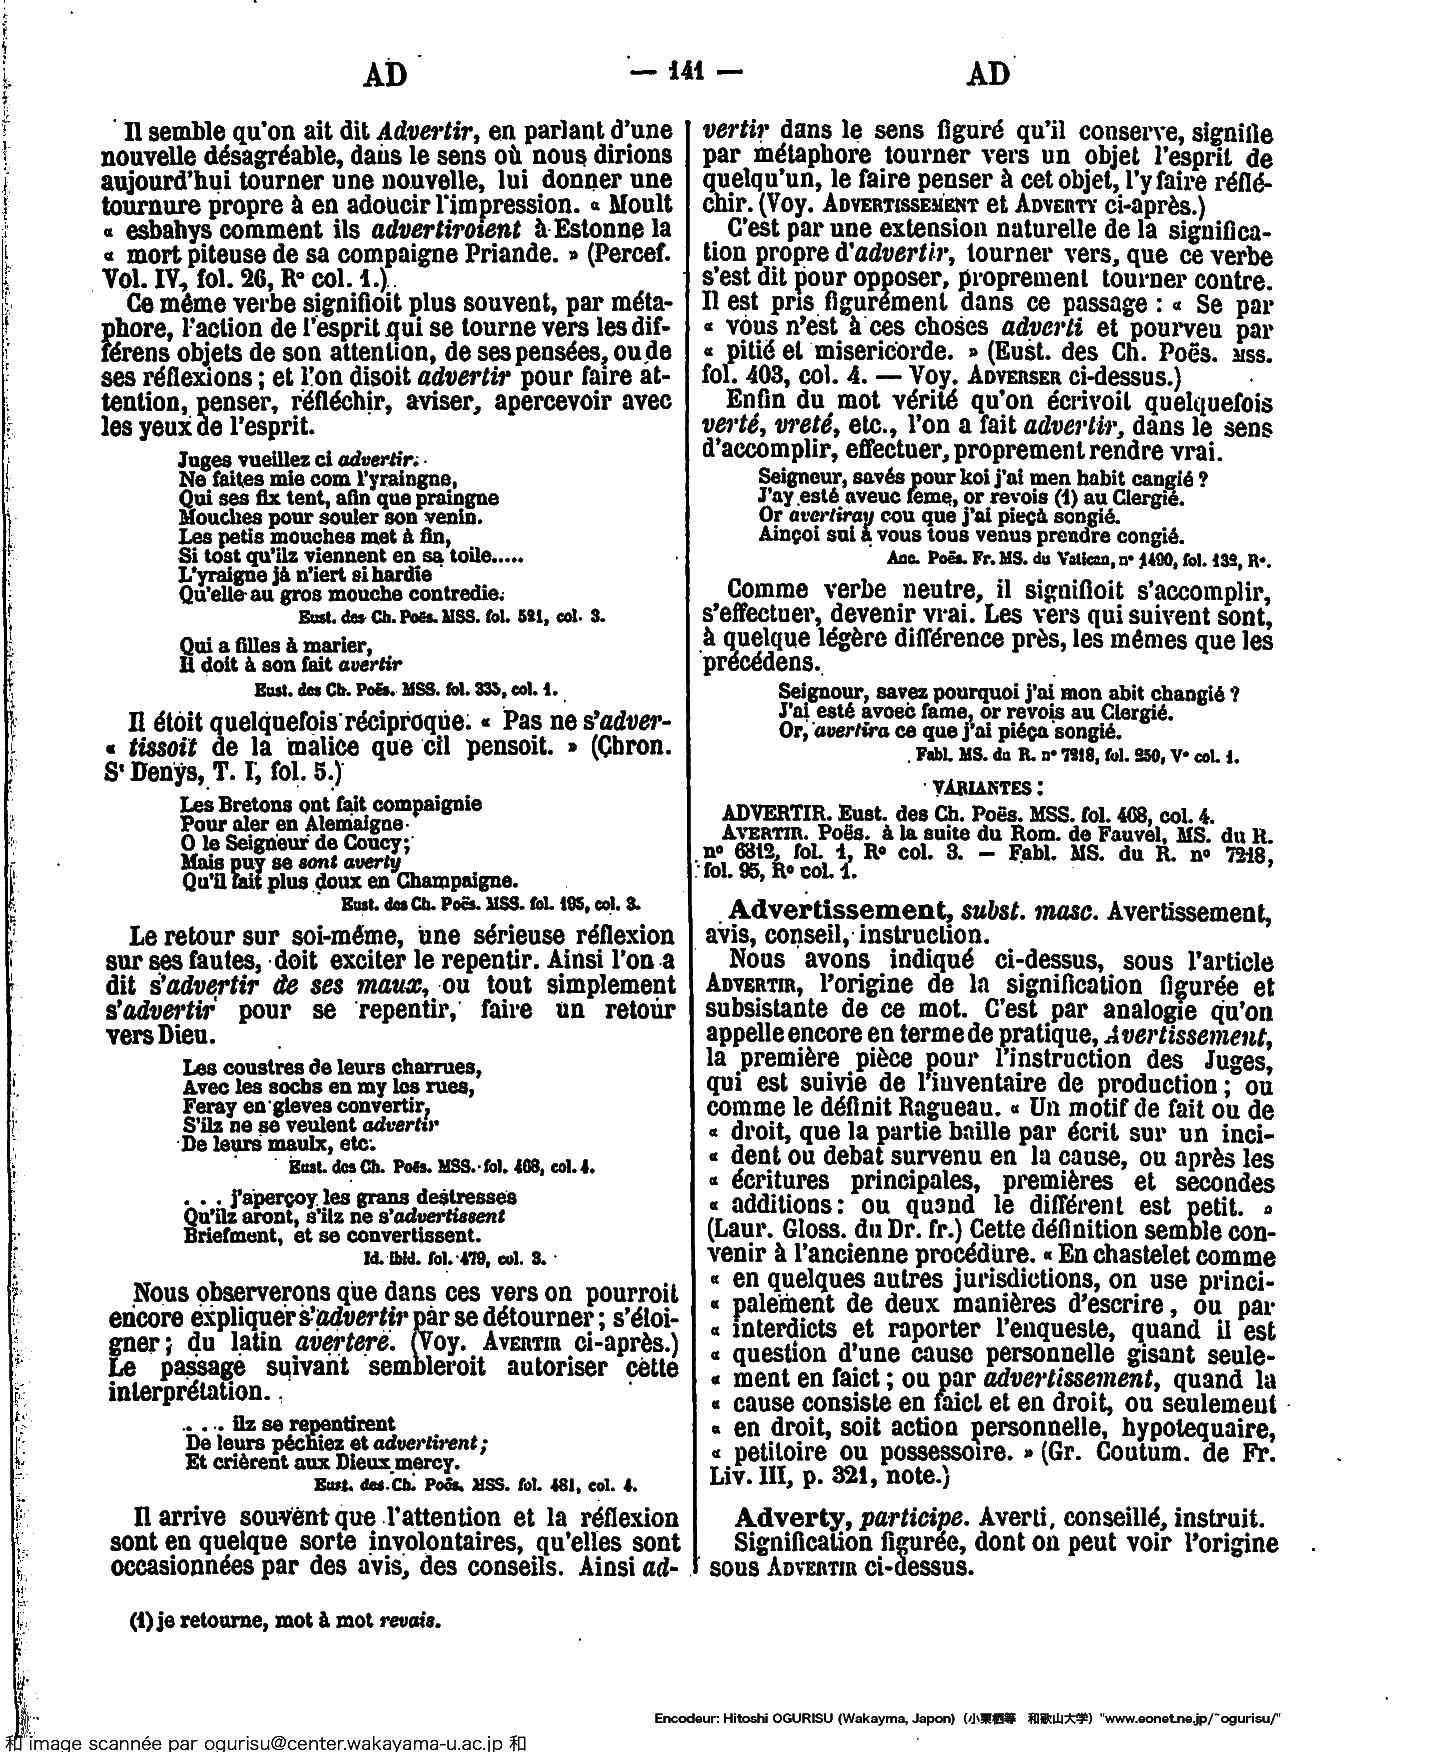 AD — 141 — AD
Il semble qu'on ait dit Advertir, en parlant d'une
nouvelle désagréable, dans le sens où nous dirions
aujourd'hui tourner une nouvelle, lui donner une
tournure propre à en adoucir l'impression. « Moult
« esbahys comment ils advertiroient à Estonne la
« mort piteuse de sa compaigne Priande. » (Percef.
Vol. IV, fol. 26, R° col. 1.)
Ce même verbe signifioit plus souvent, par méta-
phore, l'action de l'esprit qui se tourne vers les dif-
férens objets de son attention, de ses pensées, ou de
ses réflexions ; et l'on disoit advertir pour faire at-
tention, penser, réfléchir, aviser, apercevoir avec
les yeux de l'esprit.
Juges vueillez ci advertir:
Ne faites mie com l'yraingne,
Qui ses fix tent, afin que praingne
Mouches pour souler son venin.
Les petis mouches met à fin,
Si tost qu'ilz viennent en sa toile.....
L'yraigne jà n'iert si hardie
Qu'elle au gros mouche contredie.
Eust. des Ch. Poës. MSS. fol. 521, col. 3.
Qui a filles à marier,
Il doit à son fait avertir
Eust. des Ch. Poës. MSS. fol. 335, col. 1.
Il étoit quelquefois réciproque. « Pas ne s'adver-
« tissoit de la malice que cil pensoit. » (Chron.
St Denys, T. I, fol. 5.)
Les Bretons ont fait compaignie
Pour aler en Alemaigne
O le Seigneur de Coucy;
Mais puy se sont averty
Qu'il fait plus doux en Champaigne.
Eust. des Ch. Poës. MSS. fol. 195, col. 3.
Le retour sur soi-même, une sérieuse réflexion
sur ses fautes, doit exciter le repentir. Ainsi l'on a
dit s'advertir de ses maux, ou tout simplement
s'advertir pour se repentir, faire un retour
vers Dieu.
Les coustres de leurs charrues,
Avec les sochs en my les rues,
Feray en gleves convertir,
S'ilz ne se veulent advertir
De leurs maulx, etc.
Eust. des Ch. Poës. MSS. fol. 468, col. 4.
. . . j'aperçoy les grans destresses
Qu'ilz aront, s'ilz ne s'advertissent
Briefment, et se convertissent.
Id. ibid. fol. 479, col. 3.
Nous observerons que dans ces vers on pourroit
encore expliquer s'advertir par se détourner ; s'éloi-
gner ; du latin avertere. (Voy. AVERTIR ci-après.)
Le passage suivant sembleroit autoriser cette
interprétation.
. . . . ilz se repentirent
De leurs péchiez et advertirent ;
Et crièrent aux Dieux mercy.
Eust. des Ch. Poës. MSS. fol. 481, col. 4.
Il arrive souvent que l'attention et la réflexion
sont en quelque sorte involontaires, qu'elles sont
occasionnées par des avis, des conseils. Ainsi ad-
vertir dans le sens figuré qu'il conserve, signifie
par métaphore tourner vers un objet l'esprit de
quelqu'un, le faire penser à cet objet, l'y faire réflé-
chir. (Voy. ADVERTISSEMENT et ADVERTY ci-après.)
C'est par une extension naturelle de la significa-
tion propre d'advertir, tourner vers, que ce verbe
s'est dit pour opposer, proprement tourner contre.
Il est pris figurément dans ce passage : « Se par
« vous n'est à ces choses adverti et pourveu par
« pitié et misericorde. » (Eust. des Ch. Poës. MSS.
fol. 403, col. 4. — Voy. ADVERSER ci-dessus.)
Enfin du mot vérité qu'on écrivoit quelquefois
verté, vreté, etc., l'on a fait advertir, dans le sens
d'accomplir, effectuer, proprement rendre vrai.
Seigneur, savés pour koi j'ai men habit cangié ?
J'ay esté aveuc feme, or revois (1) au Clergié.
Or avertiray cou que j'ai pieçà songié.
Ainçoi sui à vous tous venus prendre congié.
Anc. Poës. Fr. MS. du Vatican, n° 1490, fol. 132, R°.
Comme verbe neutre, il signifioit s'accomplir,
s'effectuer, devenir vrai. Les vers qui suivent sont,
à quelque légère différence près, les mêmes que les
précédens.
Seignour, savez pourquoi j'ai mon abit changié ?
J'ai esté avoec fame, or revois au Clergié.
Or, avertira ce que j'ai piéça songié.
Fabl. MS. du R. n° 7218, fol. 250, V° col. 1.
VARIANTES :
ADVERTIR. Eust. des Ch. Poës. MSS. fol. 468, col. 4.
AVERTIR. Poës. à la suite du Rom. de Fauvel, MS. du R.
n° 6812, fol. 1, R° col. 3. — Fabl. MS. du R. n° 7218,
fol. 95, R° col. 1.
Advertissement, subst. masc. Avertissement,
avis, conseil, instruction.
Nous avons indiqué ci-dessus, sous l'article
ADVERTIR, l'origine de la signification figurée et
subsistante de ce mot. C'est par analogie qu'on
appelle encore en terme de pratique, Avertissement,
la première pièce pour l'instruction des Juges,
qui est suivie de l'inventaire de production ; ou
comme le définit Ragueau. « Un motif de fait ou de
« droit, que la partie baille par écrit sur un inci-
« dent ou debat survenu en la cause, ou après les
« écritures principales, premières et secondes
« additions : ou quand le différent est petit. »
(Laur. Gloss. du Dr. fr.) Cette définition semble con-
venir à l'ancienne procédure. « En chastelet comme
« en quelques autres jurisdictions, on use princi-
« palement de deux manières d'escrire, ou par
« interdicts et raporter l'enqueste, quand il est
« question d'une cause personnelle gisant seule-
« ment en faict ; ou par advertissement, quand la
« cause consiste en faict et en droit, ou seulement
« en droit, soit action personnelle, hypotequaire,
« petitoire ou possessoire. » (Gr. Coutum. de Fr.
Liv. III, p. 321, note.)
Adverty, participe. Averti, conseillé, instruit.
Signification figurée, dont on peut voir l'origine
sous ADVERTIR ci-dessus.
(1) je retourne, mot à mot revais.
Encodeur: Hitoshi OGURISU (Wakayma, Japon) (小栗栖等 和歌山大学) "www.eonet.ne.jp/~ogurisu/"
和 image scannée par ogurisu@center.wakayama-u.ac.jp 和